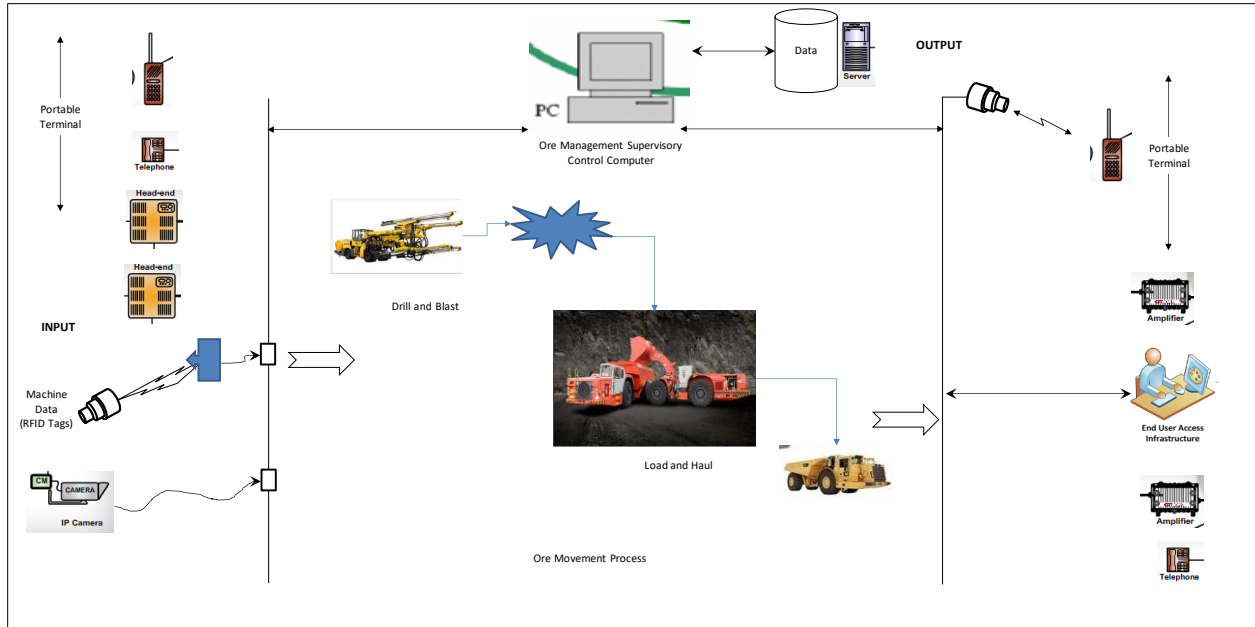 Portable
Terminal
Telephone
Head-end
Head-end
INPUT
Machine
Data
(RFID Tags)
CM
CAMERA
IP Camera
PC
Ore Management Supervisory
Control Computer
Data
Server
Drill and Blast
Load and Haul
Ore Movement Process
OUTPUT
Portable
Terminal
Amplifier
End User Access
Infrastructure
Amplifier
Telephone